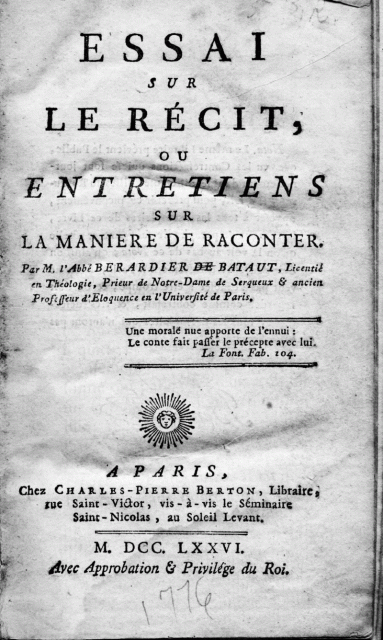 ESSAI
SUR
LE RÉCIT,
OU
ENTRETIENS
SUR
LA MANIERE DE RACONTER.
Par M. l'Abbé BERARDIER DE BATAUT, Licentié
en Théologie, Prieur de Notre-Dame de Serqueux & ancien
Professeur d'Eloquence en l'Université de Paris.
Une morale nue apporte de l'ennui :
Le conte fait passer le précepte avec lui.
La Font. Fab. 104.
A PARIS,
Chez CHARLES-PIERRE BERTON, Libraire,
rue Saint-Victor, vis-à-vis le Séminaire
Saint-Nicolas, au Soleil Levant.
M. DCC. LXXVI.
Avec Approbation & Privilége du Roi.
1776